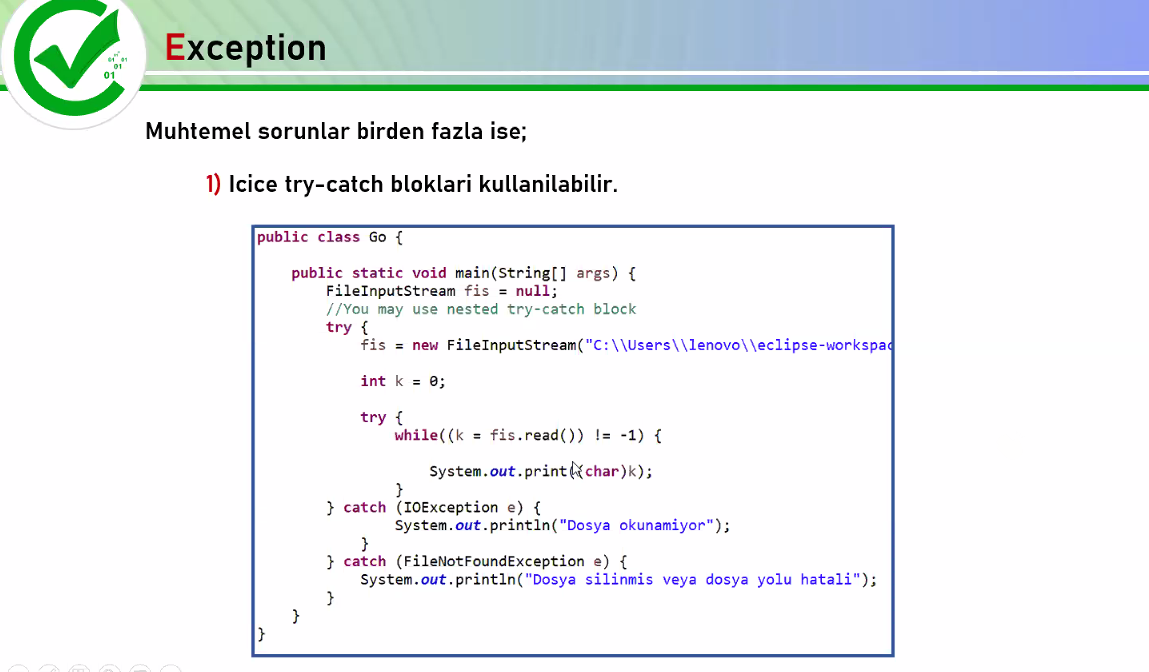 Exception
01 01
01
01
Muhtemel sorunlar birden fazla ise;
1) Icice try-catch bloklari kullanilabilir.
public class Go {
public static void main(String[] args) {
FileInputStream fis = null;
//You may use nested try-catch block
try {
fis = new FileInputStream("C:\\Users\\lenovo\\eclipse-workspac
int k = 0;
try {
while((k = fis.read()) != -1) {
System.out.print((char)k);
}
} catch (IOException e) {
System.out.println("Dosya okunamiyor");
}
} catch (FileNotFoundException e) {
System.out.println("Dosya silinmis veya dosya yolu hatali");
}
}
}